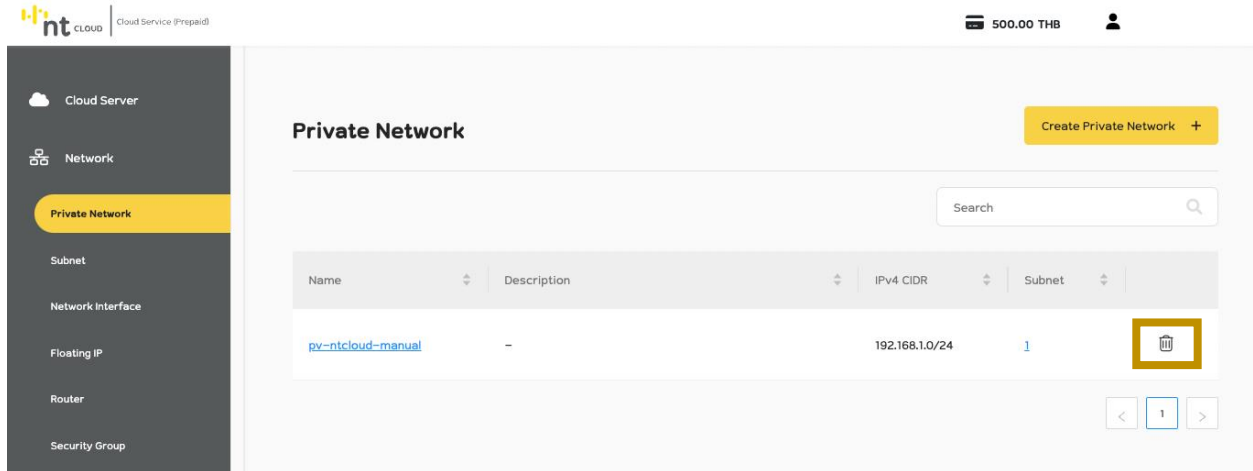 nt CLOUD Cloud Service (Prepaid)
500.00 THB
Cloud Server
Network
Private Network
Subnet
Network Interface
Floating IP
Router
Security Group
Private Network
Create Private Network +
Search
Name Description IPv4 CIDR Subnet
pv-ntcloud-manual - 192.168.1.0/24 1
< 1 >